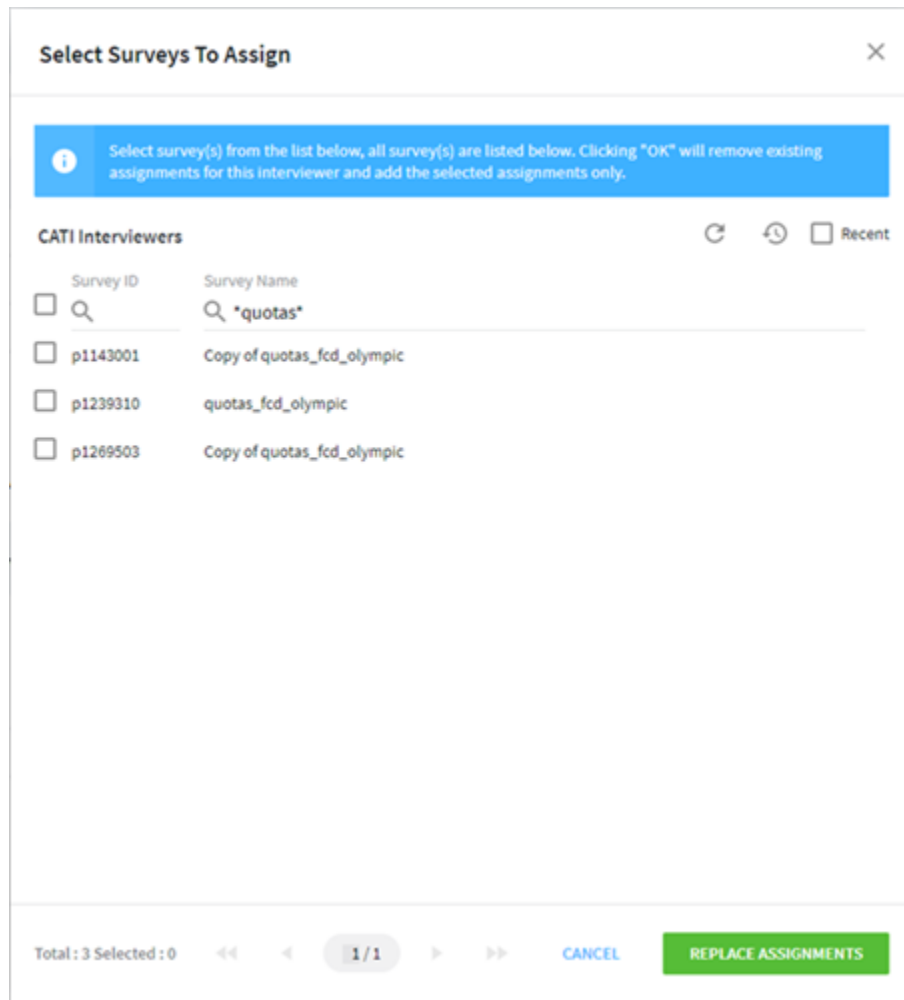 Select Surveys To Assign
Select survey(s) from the list below, all survey(s) are listed below. Clicking "OK" will remove existing
assignments for this interviewer and add the selected assignments only.
CATI Interviewers
Recent
Survey ID
Survey Name
*quotas*
p1143001 Copy of quotas_fcd_olympic
p1239310 quotas_fcd_olympic
p1269503 Copy of quotas_fcd_olympic
Total : 3 Selected : 0
1 / 1
CANCEL
REPLACE ASSIGNMENTS